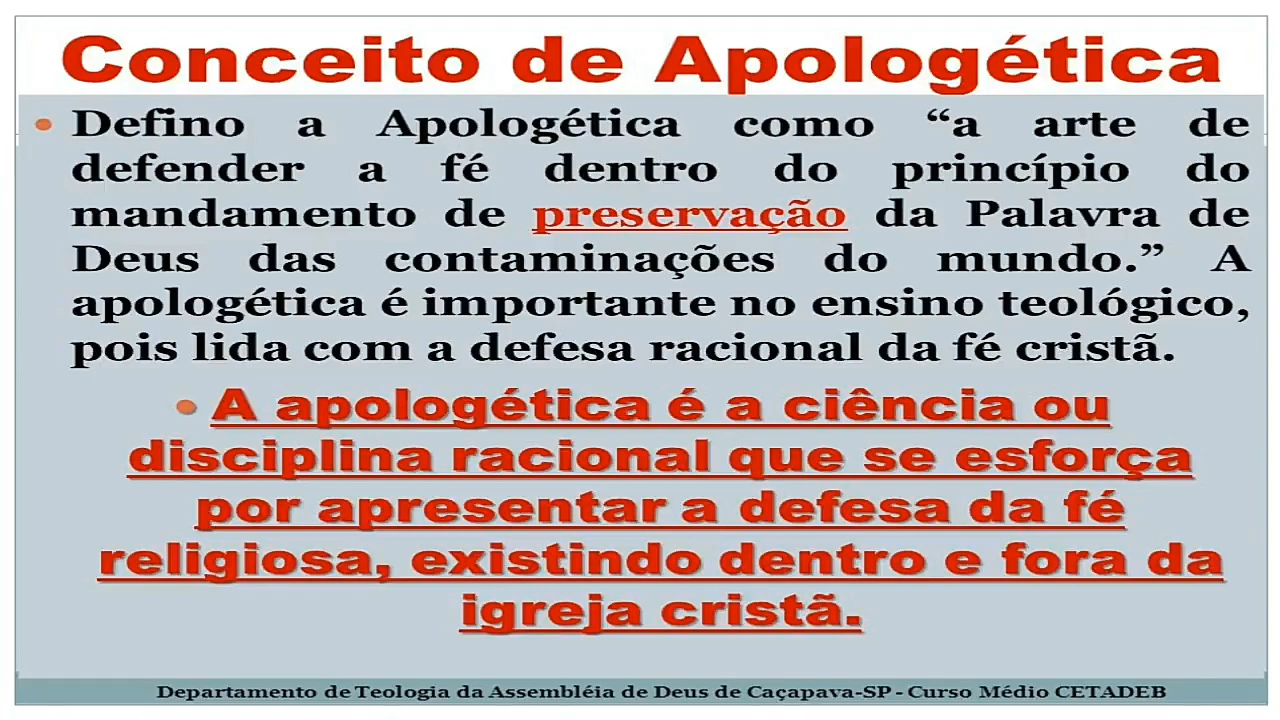 Conceito de Apologética
• Defino a Apologética como “a arte de
defender a fé dentro do princípio do
mandamento de preservação da Palavra de
Deus das contaminações do mundo.” A
apologética é importante no ensino teológico,
pois lida com a defesa racional da fé cristã.
• A apologética é a ciência ou
disciplina racional que se esforça
por apresentar a defesa da fé
religiosa, existindo dentro e fora da
igreja cristã.
Departamento de Teologia da Assembléia de Deus de Caçapava-SP - Curso Médio CETADEB